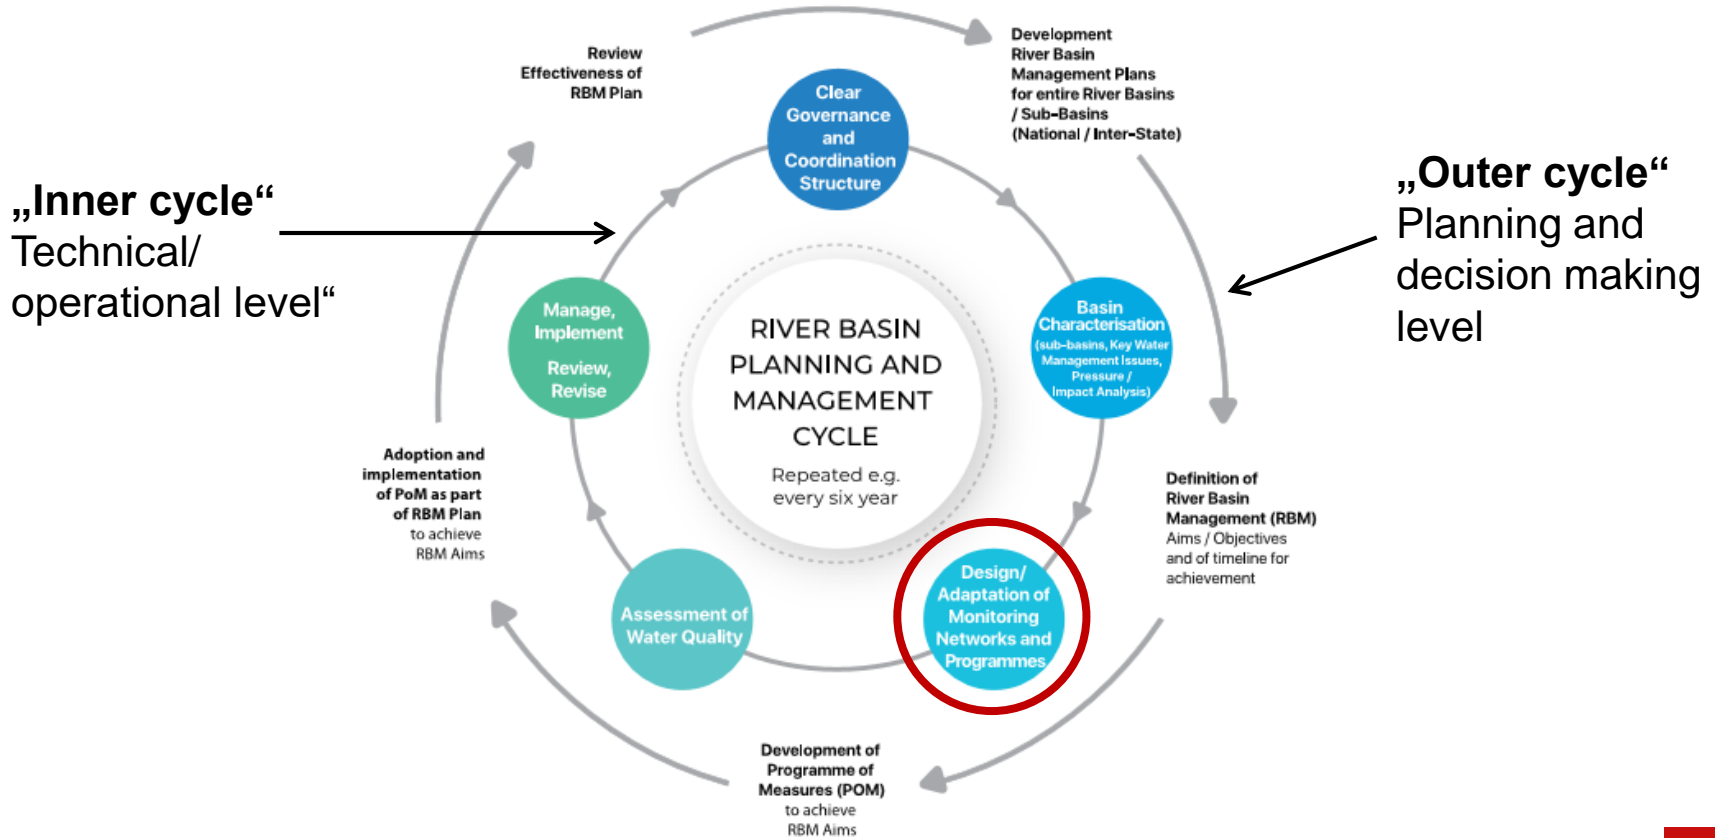 Review
Effectiveness of
RBM Plan
Development
River Basin
Management Plans
for entire River Basins
/ Sub-Basins
(National / Inter-State)
Clear
Governance
and
Coordination
Structure
„Inner cycle“
Technical/
operational level“
„Outer cycle“
Planning and
decision making
level
Manage,
Implement
Review,
Revise
RIVER BASIN
PLANNING AND
MANAGEMENT
CYCLE
Repeated e.g.
every six year
Basin
Characterisation
(sub-basins, Key Water
Management Issues,
Pressure /
Impact Analysis)
Adoption and
implementation
of PoM as part
of RBM Plan
to achieve
RBM Aims
Definition of
River Basin
Management (RBM)
Aims / Objectives
and of timeline for
achievement
Assessment of
Water Quality
Design/
Adaptation of
Monitoring
Networks and
Programmes
Development of
Programme of
Measures (POM)
to achieve
RBM Aims